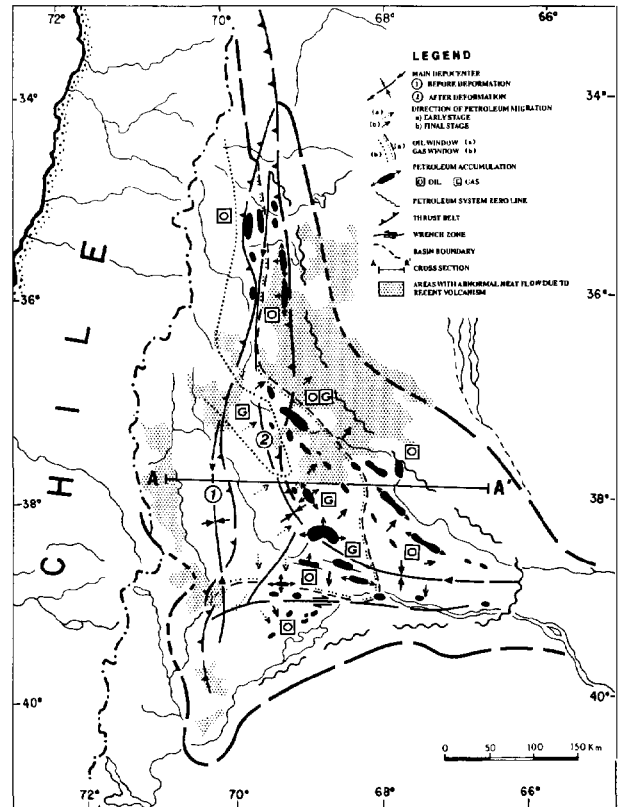 72° 70° 68° 66°
34° 34°
36° 36°
38° 38°
40° 40°
72° 70° 68° 66°
CHILE
LEGEND
MAIN DEPOCENTER
① BEFORE DEFORMATION
② AFTER DEFORMATION
(a) (b) DIRECTION OF PETROLEUM MIGRATION
a) EARLY STAGE
b) FINAL STAGE
(a) OIL WINDOW (a)
(b) GAS WINDOW (b)
PETROLEUM ACCUMULATION
O OIL G GAS
PETROLEUM SYSTEM ZERO LINE
THRUST BELT
WRENCH ZONE
BASIN BOUNDARY
A A' CROSS SECTION
AREAS WITH ABNORMAL HEAT FLOW DUE TO
RECENT VOLCANISM
O
O
O G
G
②
O
A A'
①
G
G
O
O
O
0 50 100 150 Km